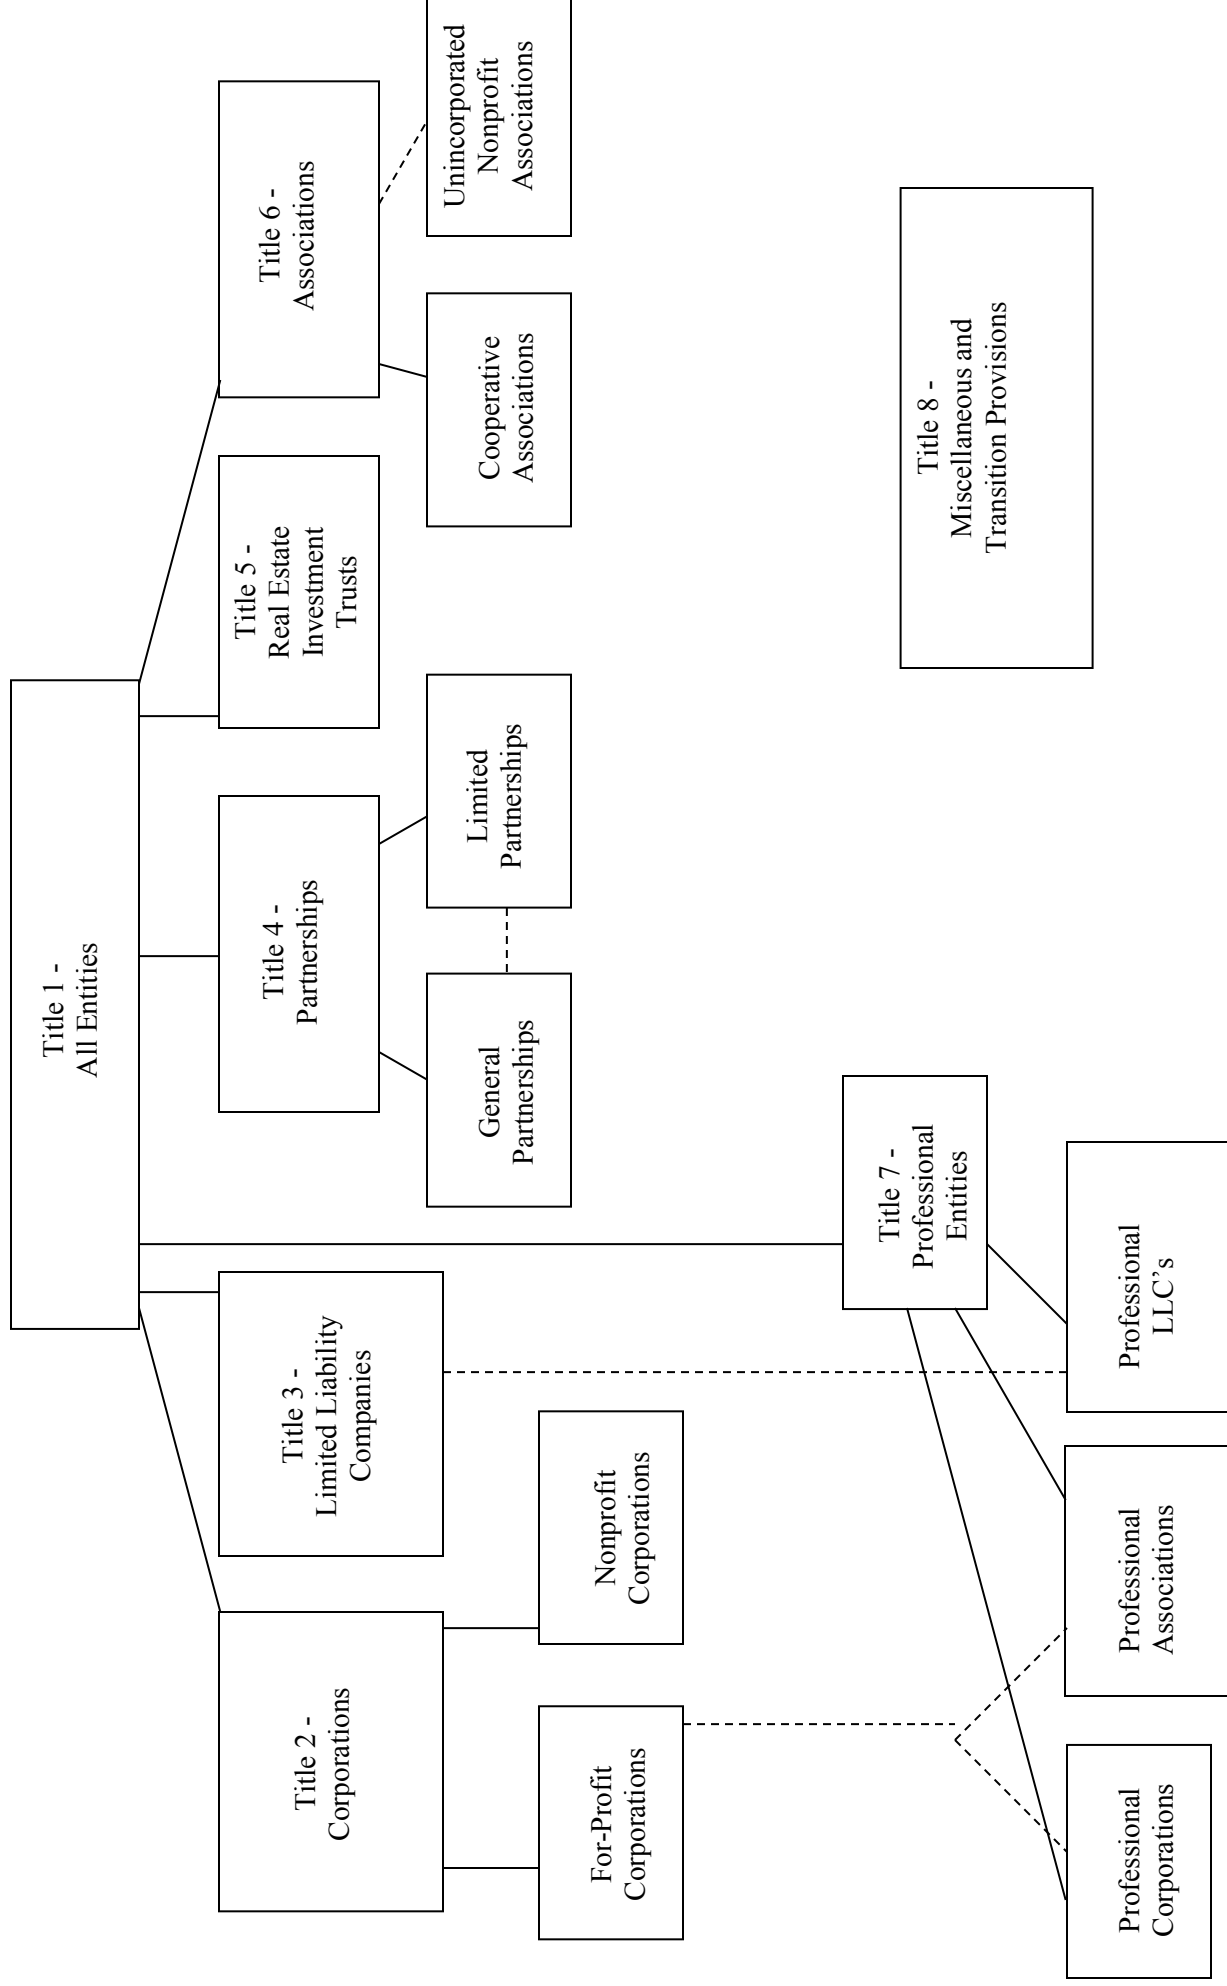 Title 1 -
All Entities
Title 2 -
Corporations
Title 3 -
Limited Liability
Companies
Title 4 -
Partnerships
Title 5 -
Real Estate
Investment
Trusts
Title 6 -
Associations
For-Profit
Corporations
Nonprofit
Corporations
General
Partnerships
Limited
Partnerships
Cooperative
Associations
Unincorporated
Nonprofit
Associations
Title 7 -
Professional
Entities
Title 8 -
Miscellaneous and
Transition Provisions
Professional
Corporations
Professional
Associations
Professional
LLC's